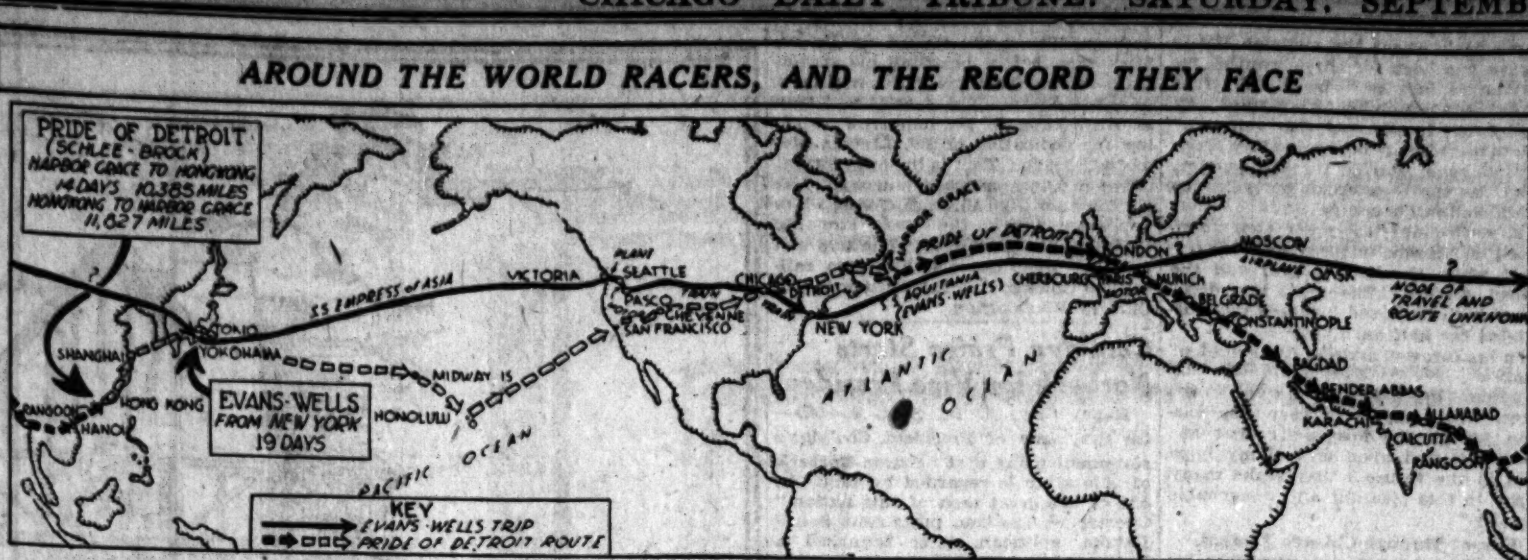 CHICAGO DAILY TRIBUNE: SATURDAY, SEPTEMB
AROUND THE WORLD RACERS, AND THE RECORD THEY FACE
PRIDE OF DETROIT
(SCHLEE-BROCK)
HARBOR GRACE TO HONGKONG
14 DAYS 10,385 MILES
HONGKONG TO HARBOR GRACE
11,827 MILES
?
TOKIO
YOKOHAMA
SHANGHAI
HONG KONG
RANGOON
HANOI
EVANS-WELLS
FROM NEW YORK
19 DAYS
SS EMPRESS of ASIA
VICTORIA
PLANE
SEATTLE
PASCO
TRAIN
CHEYENNE
SAN FRANCISCO
MIDWAY IS
HONOLULU
PACIFIC OCEAN
CHICAGO
DETROIT
TRAIN
NEW YORK
HARBOR GRACE
PRIDE OF DETROIT
(S.S. AQUITANIA
EVANS-WELLS)
ATLANTIC
OCEAN
LONDON ?
CHERBOURG
PARIS
MOTOR
MUNICH
BELGRADE
CONSTANTINOPLE
MOSCOW
AIRPLANE
OMSK
?
MODE OF
TRAVEL AND
ROUTE UNKNOWN
BAGDAD
BENDER ABBAS
KARACHI
ALLAHABAD
CALCUTTA
RANGOON
KEY
EVANS-WELLS TRIP
PRIDE OF DETROIT ROUTE